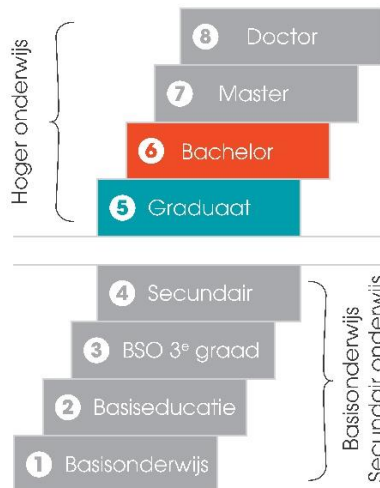 Hoger onderwijs
8 Doctor
7 Master
6 Bachelor
5 Graduaat
4 Secundair
3 BSO 3e graad
2 Basiseducatie
1 Basisonderwijs
Basisonderwijs
Secundair onderwijs